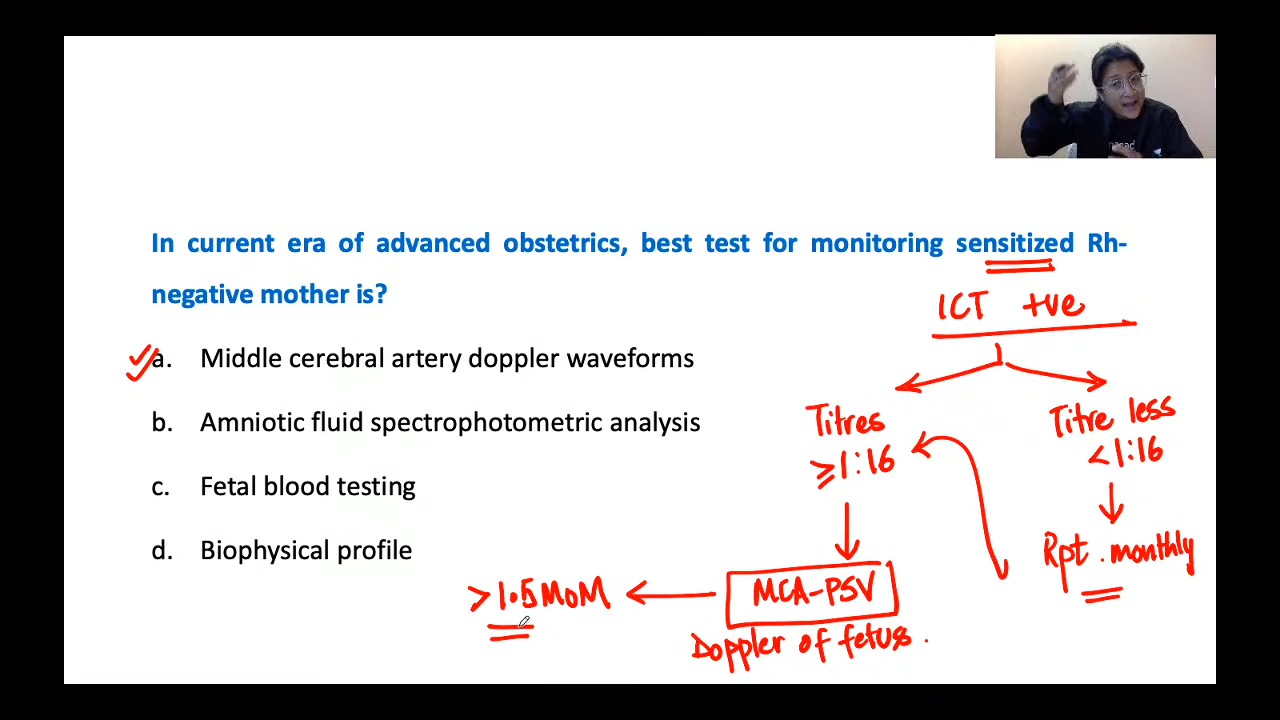 In current era of advanced obstetrics, best test for monitoring sensitized Rh-
negative mother is?
a. Middle cerebral artery doppler waveforms
b. Amniotic fluid spectrophotometric analysis
c. Fetal blood testing
d. Biophysical profile
ICT +ve
Titres
≥1:16
Titre less
<1:16
Rpt. monthly
MCA-PSV
Doppler of fetus.
>1.5 MoM